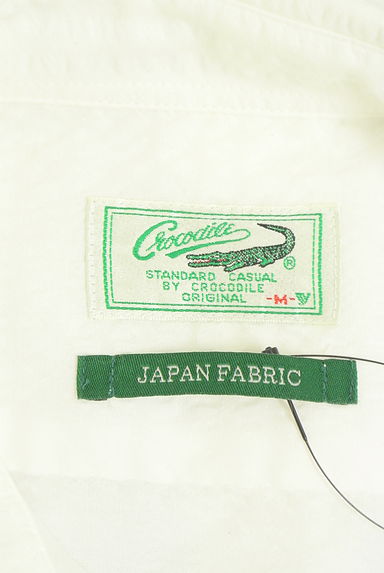 Crocodile
®
STANDARD CASUAL
BY CROCODILE
ORIGINAL -M-
JAPAN FABRIC